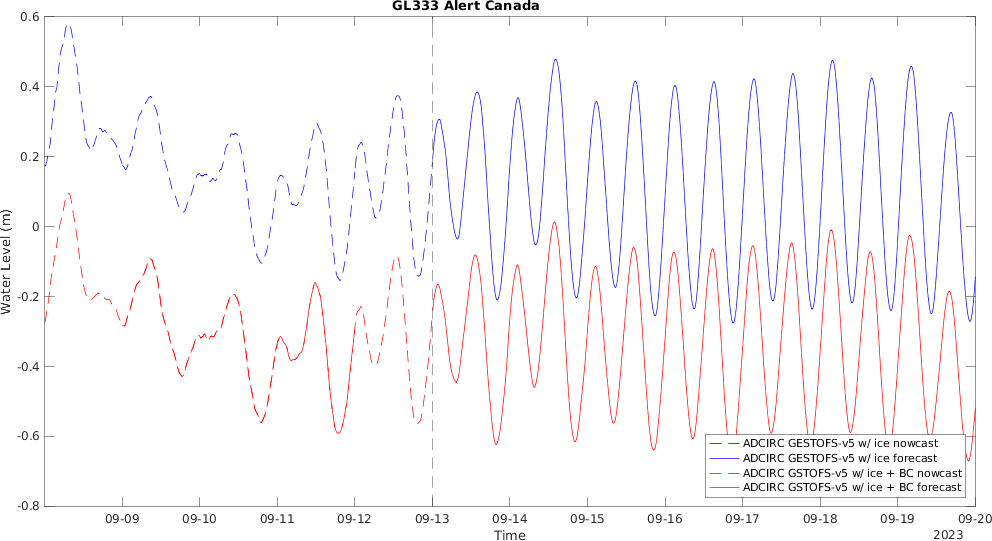 GL333 Alert Canada
0.6
0.4
0.2
0
-0.2
-0.4
-0.6
-0.8
Water Level (m)
ADCIRC GESTOFS-v5 w/ ice nowcast
ADCIRC GESTOFS-v5 w/ ice forecast
ADCIRC GSTOFS-v5 w/ ice + BC nowcast
ADCIRC GSTOFS-v5 w/ ice + BC forecast
09-09 09-10 09-11 09-12 09-13 09-14 09-15 09-16 09-17 09-18 09-19 09-20
Time
2023